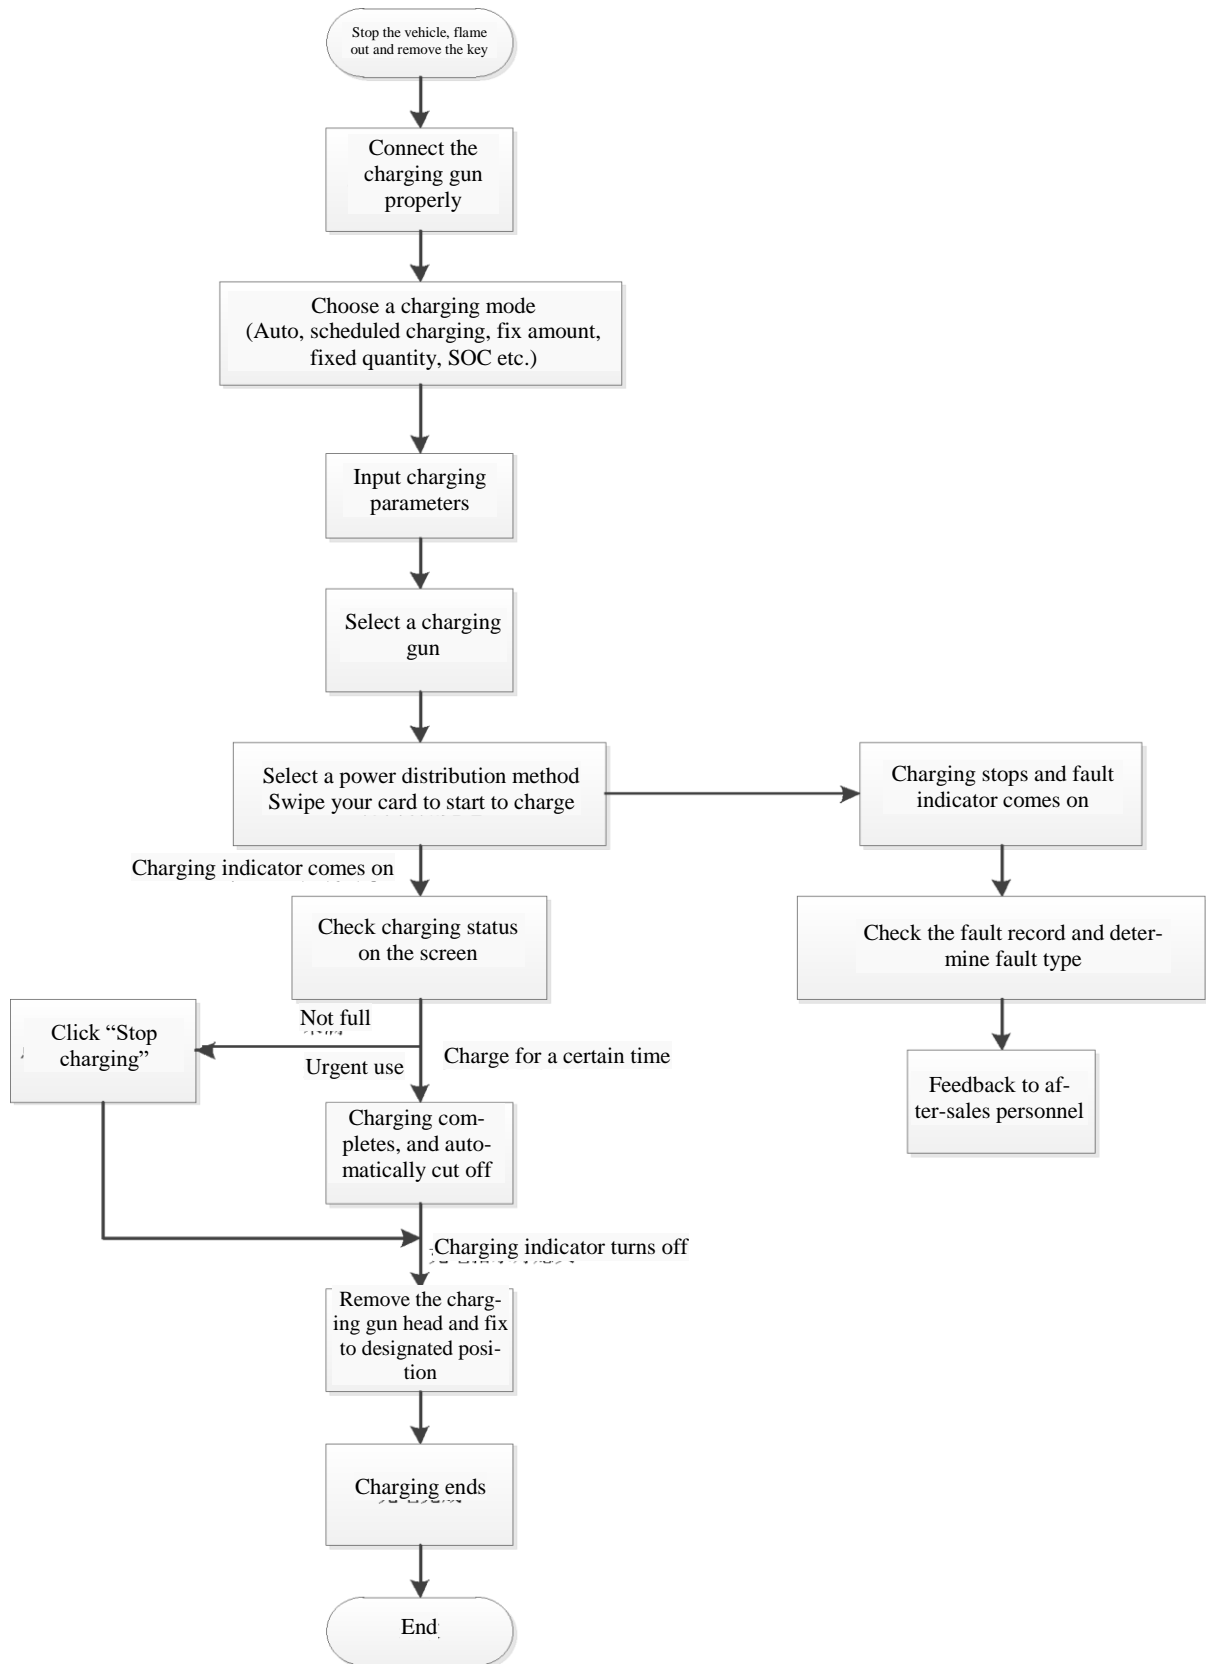 Stop the vehicle, flame
out and remove the key
Connect the
charging gun
properly
Choose a charging mode
(Auto, scheduled charging, fix amount,
fixed quantity, SOC etc.)
Input charging
parameters
Select a charging
gun
Select a power distribution method
Swipe your card to start to charge
Charging stops and fault
indicator comes on
Charging indicator comes on
Check charging status
on the screen
Check the fault record and deter-
mine fault type
Not full
Click “Stop
charging”
Urgent use
Charge for a certain time
Feedback to af-
ter-sales personnel
Charging com-
pletes, and auto-
matically cut off
Charging indicator turns off
Remove the charg-
ing gun head and fix
to designated posi-
tion
Charging ends
End